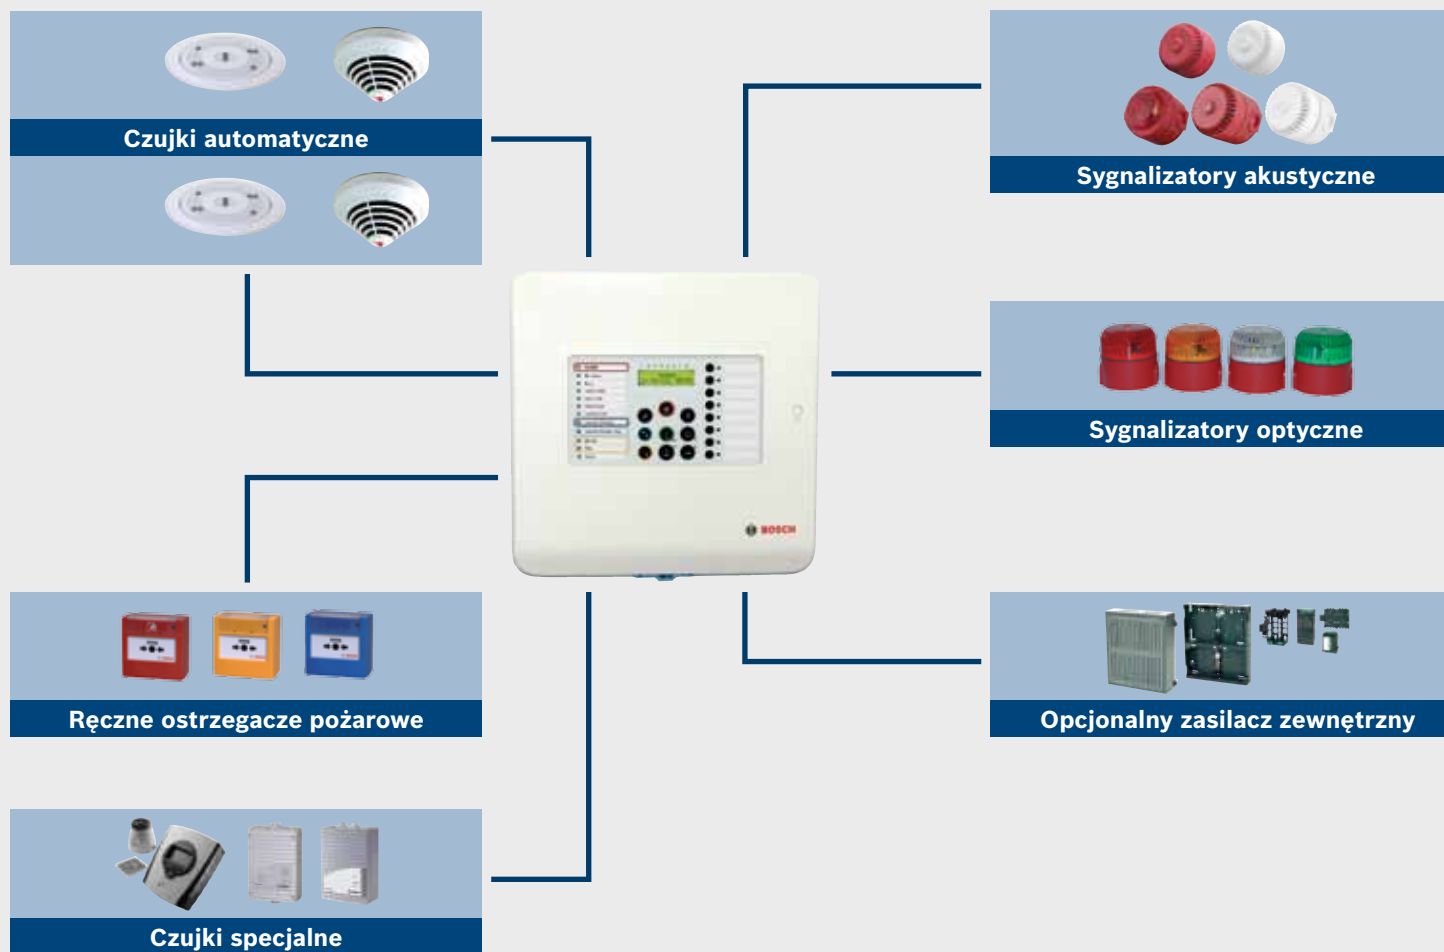 Czujki automatyczne
Sygnalizatory akustyczne
Sygnalizatory optyczne
BOSCH
Ręczne ostrzegacze pożarowe
Opcjonalny zasilacz zewnętrzny
Czujki specjalne